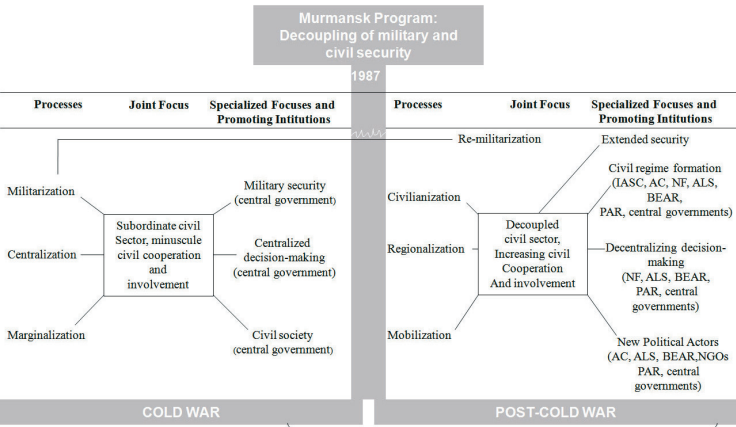 Murmansk Program:
Decoupling of military and
civil security
1987
Processes
Joint Focus
Specialized Focuses and
Promoting Intitutions
Militarization
Centralization
Marginalization
Subordinate civil
Sector, minuscule
civil cooperation
and
involvement
Military security
(central government)
Centralized
decision-making
(central government)
Civil society
(central government)
COLD WAR
Processes
Joint Focus
Specialized Focuses and
Promoting Intitutions
Re-militarization
Extended security
Civilianization
Regionalization
Mobilization
Decoupled
civil sector,
Increasing civil
Cooperation
And involvement
Civil regime formation
(IASC, AC, NF, ALS,
BEAR,
PAR, central governments)
Decentralizing decision-
making
(NF, ALS, BEAR,
PAR, central
governments)
New Political Actors
(AC, ALS, BEAR,NGOs
PAR, central
governments)
POST-COLD WAR